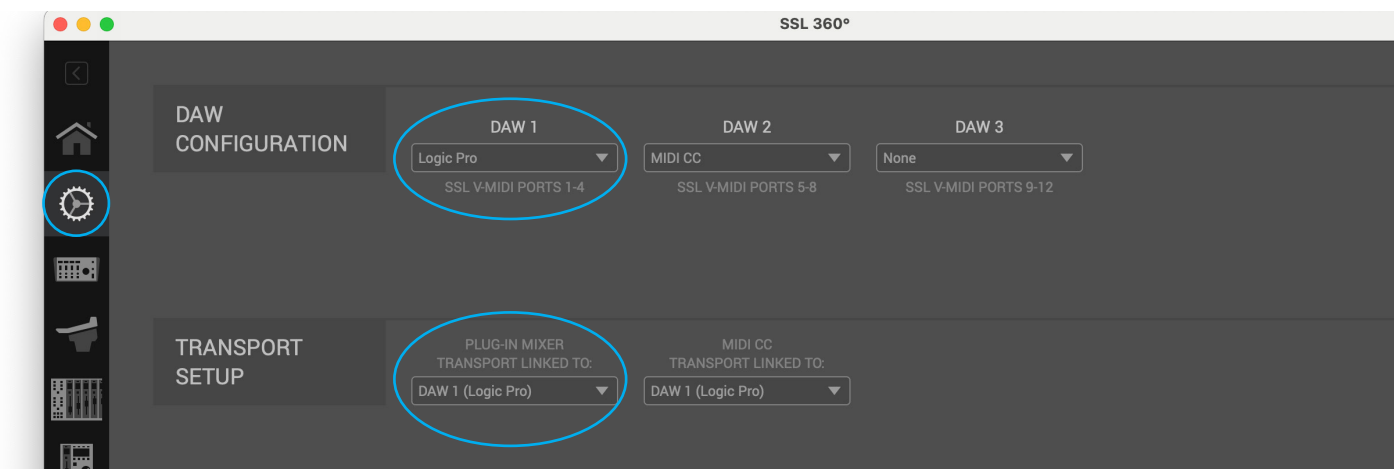 SSL 360°
DAW
CONFIGURATION
DAW 1
Logic Pro
SSL V-MIDI PORTS 1-4
DAW 2
MIDI CC
SSL V-MIDI PORTS 5-8
DAW 3
None
SSL V-MIDI PORTS 9-12
TRANSPORT
SETUP
PLUG-IN MIXER
TRANSPORT LINKED TO:
DAW 1 (Logic Pro)
MIDI CC
TRANSPORT LINKED TO:
DAW 1 (Logic Pro)